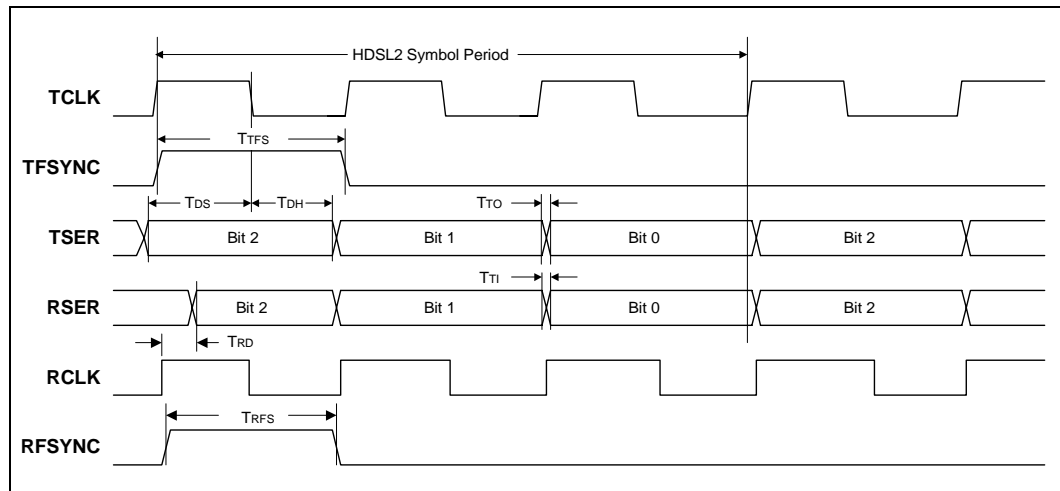 HDSL2 Symbol Period
TCLK
TTFS
TFSYNC
TDS TDH TTO
TSER Bit 2 Bit 1 Bit 0 Bit 2
TTI
RSER Bit 2 Bit 1 Bit 0 Bit 2
TRD
RCLK
TRFS
RFSYNC